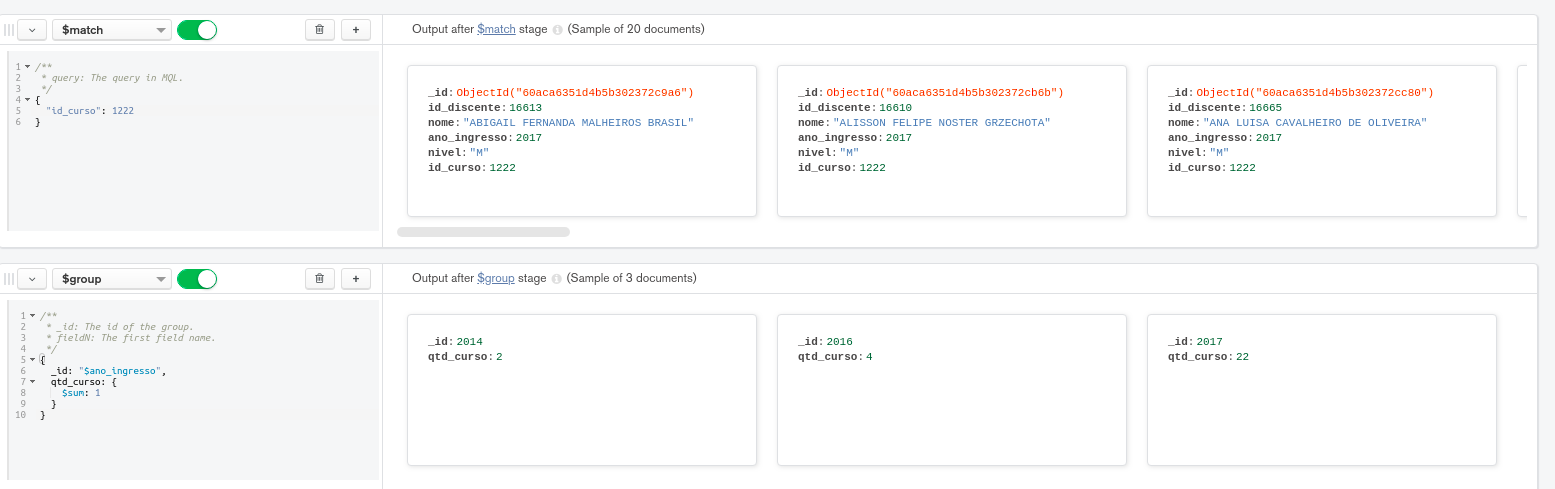 $match
Output after $match stage (Sample of 20 documents)
1 /**
2 * query: The query in MQL.
3 */
4 {
5 "id_curso": 1222
6 }
_id: ObjectId("60aca6351d4b5b302372c9a6")
id_discente: 16613
nome: "ABIGAIL FERNANDA MALHEIROS BRASIL"
ano_ingresso: 2017
nivel: "M"
id_curso: 1222
_id: ObjectId("60aca6351d4b5b302372cb6b")
id_discente: 16610
nome: "ALISSON FELIPE NOSTER GRZECHOTA"
ano_ingresso: 2017
nivel: "M"
id_curso: 1222
_id: ObjectId("60aca6351d4b5b302372cc80")
id_discente: 16665
nome: "ANA LUISA CAVALHEIRO DE OLIVEIRA"
ano_ingresso: 2017
nivel: "M"
id_curso: 1222
$group
Output after $group stage (Sample of 3 documents)
1 /**
2 * _id: The id of the group.
3 * fieldN: The first field name.
4 */
5 {
6 _id: "$ano_ingresso",
7 qtd_curso: {
8 $sum: 1
9 }
10 }
_id: 2014
qtd_curso: 2
_id: 2016
qtd_curso: 4
_id: 2017
qtd_curso: 22